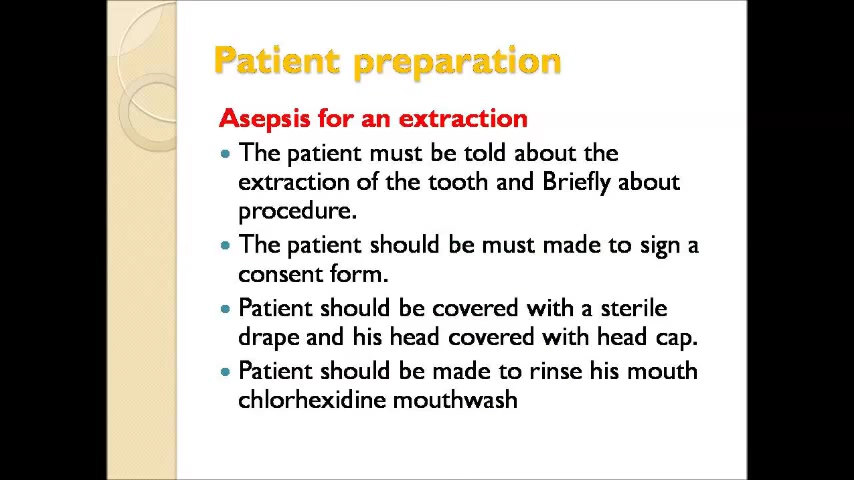 Patient preparation
Asepsis for an extraction
• The patient must be told about the
extraction of the tooth and Briefly about
procedure.
• The patient should be must made to sign a
consent form.
• Patient should be covered with a sterile
drape and his head covered with head cap.
• Patient should be made to rinse his mouth
chlorhexidine mouthwash